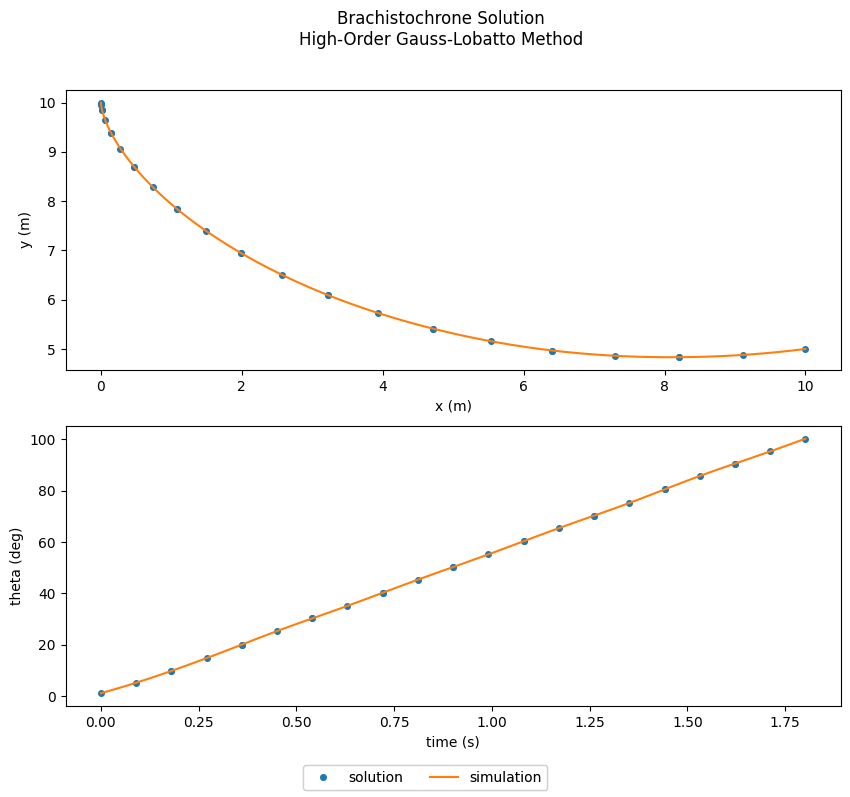 Brachistochrone Solution
High-Order Gauss-Lobatto Method
10
9
8
7
6
5
y (m)
0 2 4 6 8 10
x (m)
100
80
60
40
20
0
theta (deg)
0.00 0.25 0.50 0.75 1.00 1.25 1.50 1.75
time (s)
solution simulation